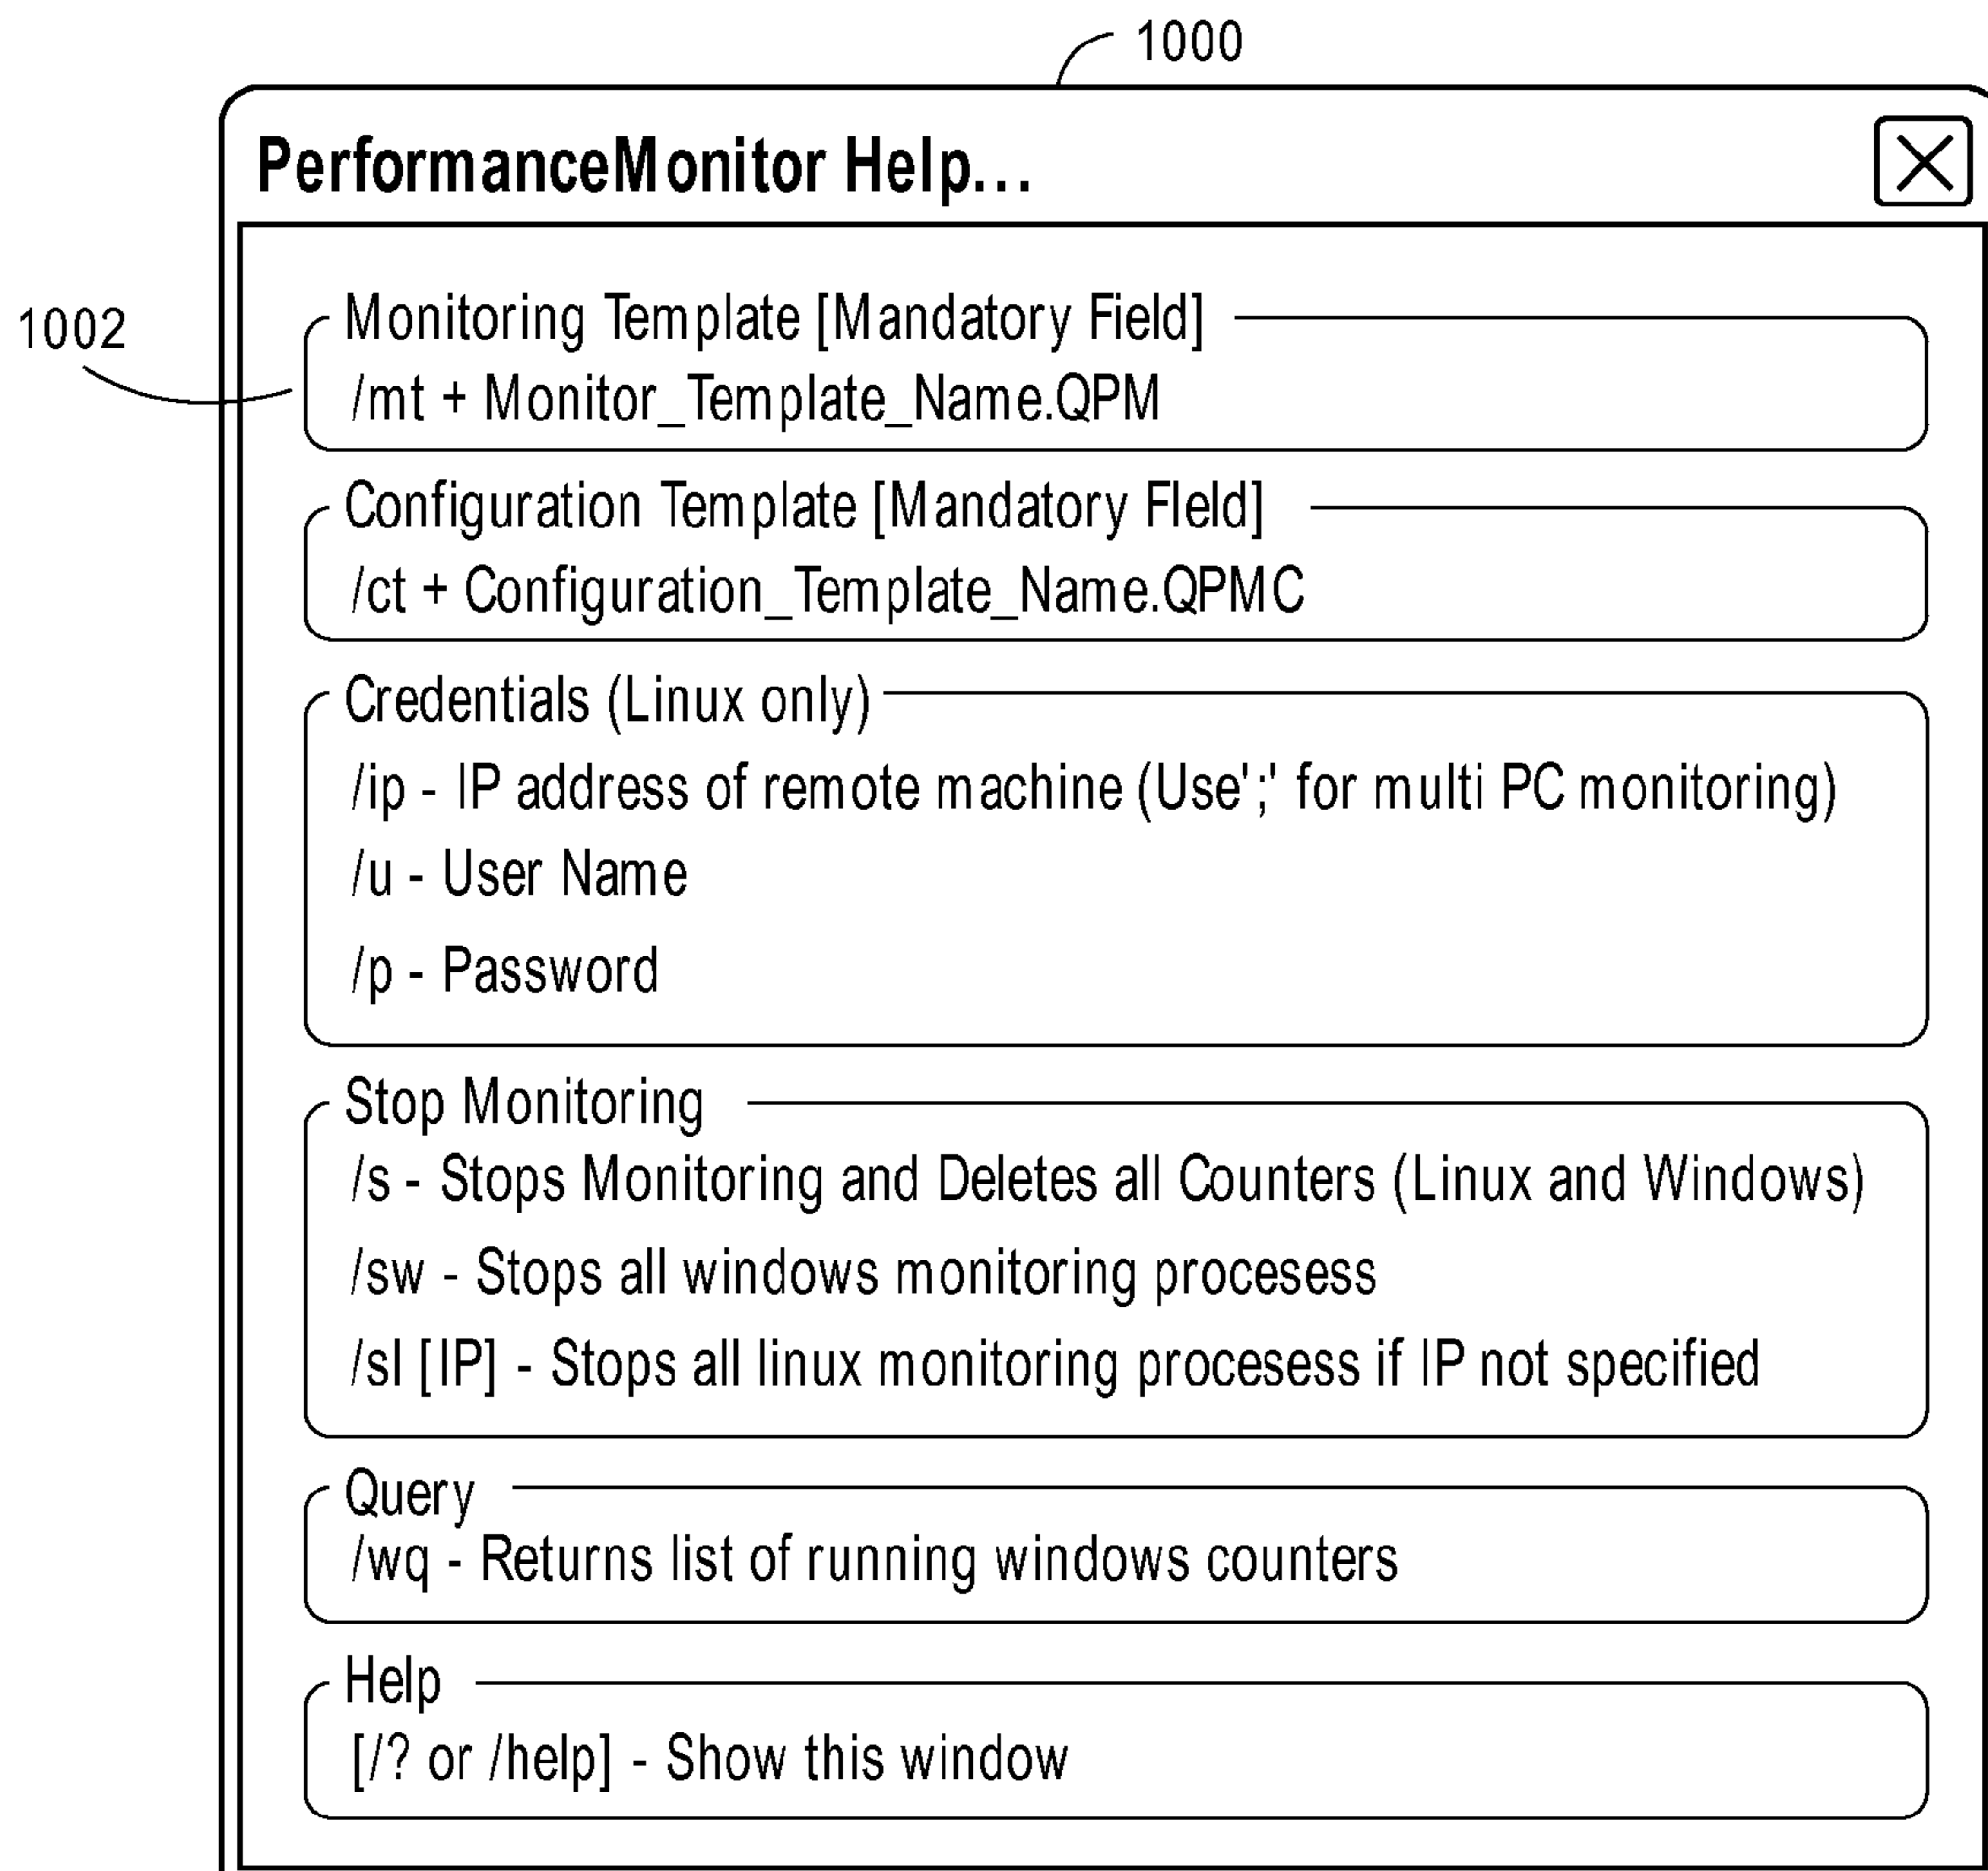 1000
PerformanceMonitor Help...
1002
Monitoring Template [Mandatory Field]
/mt + Monitor_Template_Name.QPM
Configuration Template [Mandatory FIeld]
/ct + Configuration_Template_Name.QPMC
Credentials (Linux only)
/ip - IP address of remote machine (Use';' for multi PC monitoring)
/u - User Name
/p - Password
Stop Monitoring
/s - Stops Monitoring and Deletes all Counters (Linux and Windows)
/sw - Stops all windows monitoring procesess
/sl [IP] - Stops all linux monitoring procesess if IP not specified
Query
/wq - Returns list of running windows counters
Help
[/? or /help] - Show this window